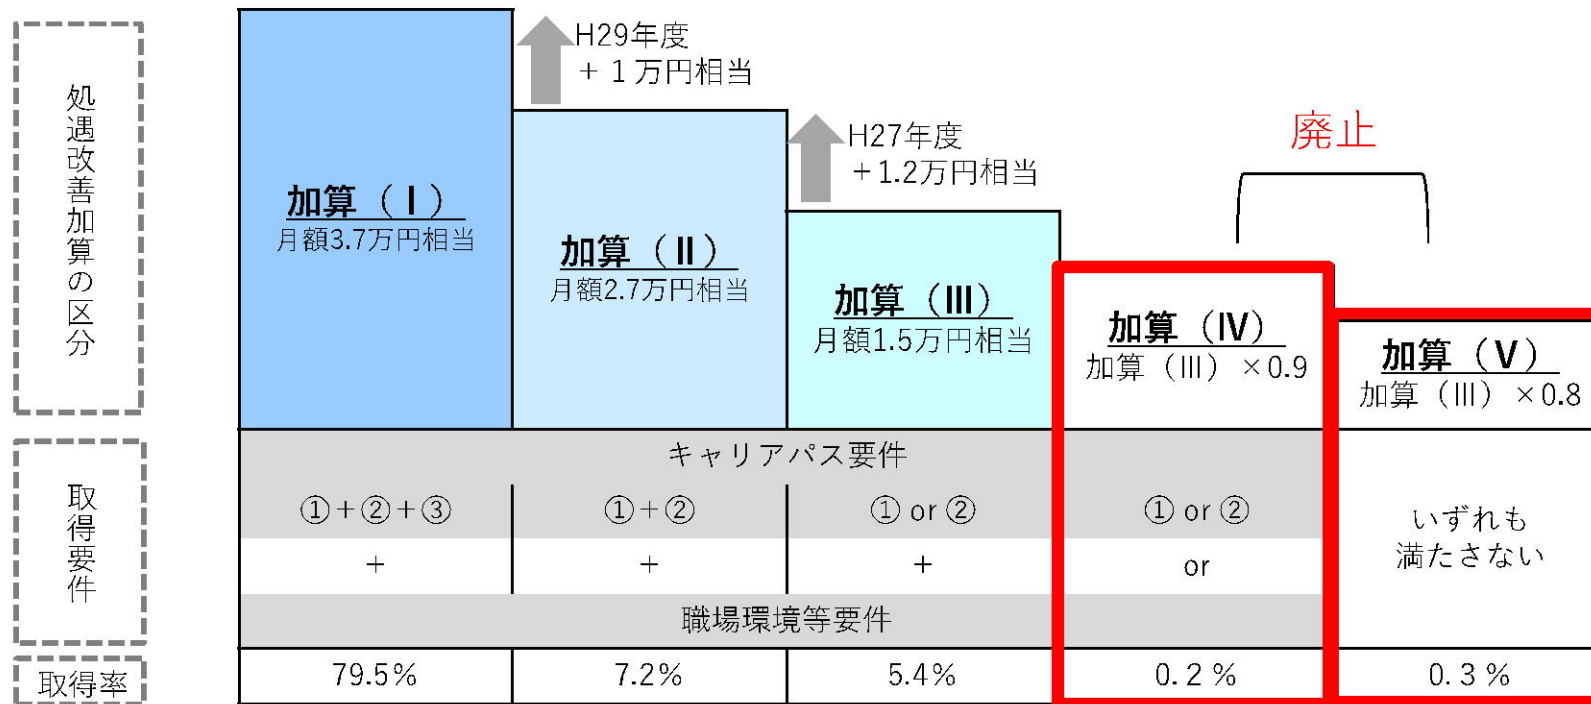 処遇改善加算の区分
H29年度
+ 1万円相当
H27年度
+1.2万円相当
廃止
加算（Ⅰ）
月額3.7万円相当
加算（Ⅱ）
月額2.7万円相当
加算（Ⅲ）
月額1.5万円相当
加算（Ⅳ）
加算（Ⅲ）×0.9
加算（Ⅴ）
加算（Ⅲ）×0.8
取得要件
キャリアパス要件
①+②+③
①+②
① or ②
① or ②
いずれも
満たさない
+
+
+
or
職場環境等要件
取得率
79.5%
7.2%
5.4%
0.2 %
0.3 %